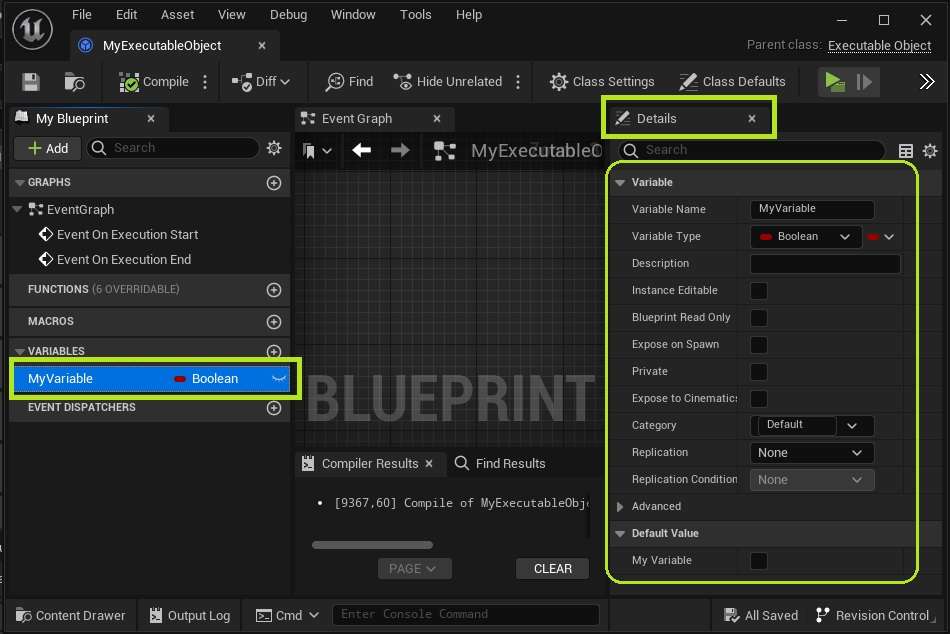 File Edit Asset View Debug Window Tools Help
MyExecutableObject
Parent class: Executable Object
Compile
Diff
Find
Hide Unrelated
Class Settings
Class Defaults
My Blueprint
Event Graph
Details
Add
Search
MyExecutableO
Search
GRAPHS
EventGraph
Event On Execution Start
Event On Execution End
FUNCTIONS (6 OVERRIDABLE)
MACROS
VARIABLES
MyVariable Boolean
EVENT DISPATCHERS
BLUEPRINT
Compiler Results
Find Results
[9367,60] Compile of MyExecutableObj
PAGE
CLEAR
Variable
Variable Name MyVariable
Variable Type Boolean
Description
Instance Editable
Blueprint Read Only
Expose on Spawn
Private
Expose to Cinematics
Category Default
Replication None
Replication Condition None
Advanced
Default Value
My Variable
Content Drawer
Output Log
Cmd
Enter Console Command
All Saved
Revision Control